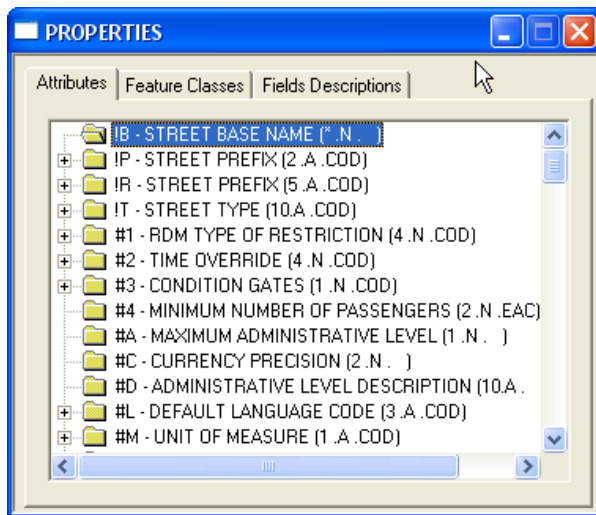 PROPERTIES
Attributes Feature Classes Fields Descriptions
!B - STREET BASE NAME (* .N . )
!P - STREET PREFIX (2 .A .COD)
!R - STREET PREFIX (5 .A .COD)
!T - STREET TYPE (10.A .COD)
#1 - RDM TYPE OF RESTRICTION (4 .N .COD)
#2 - TIME OVERRIDE (4 .N .COD)
#3 - CONDITION GATES (1 .N .COD)
#4 - MINIMUM NUMBER OF PASSENGERS (2 .N .EAC)
#A - MAXIMUM ADMINISTRATIVE LEVEL (1 .N . )
#C - CURRENCY PRECISION (2 .N . )
#D - ADMINISTRATIVE LEVEL DESCRIPTION (10.A .
#L - DEFAULT LANGUAGE CODE (3 .A .COD)
#M - UNIT OF MEASURE (1 .A .COD)